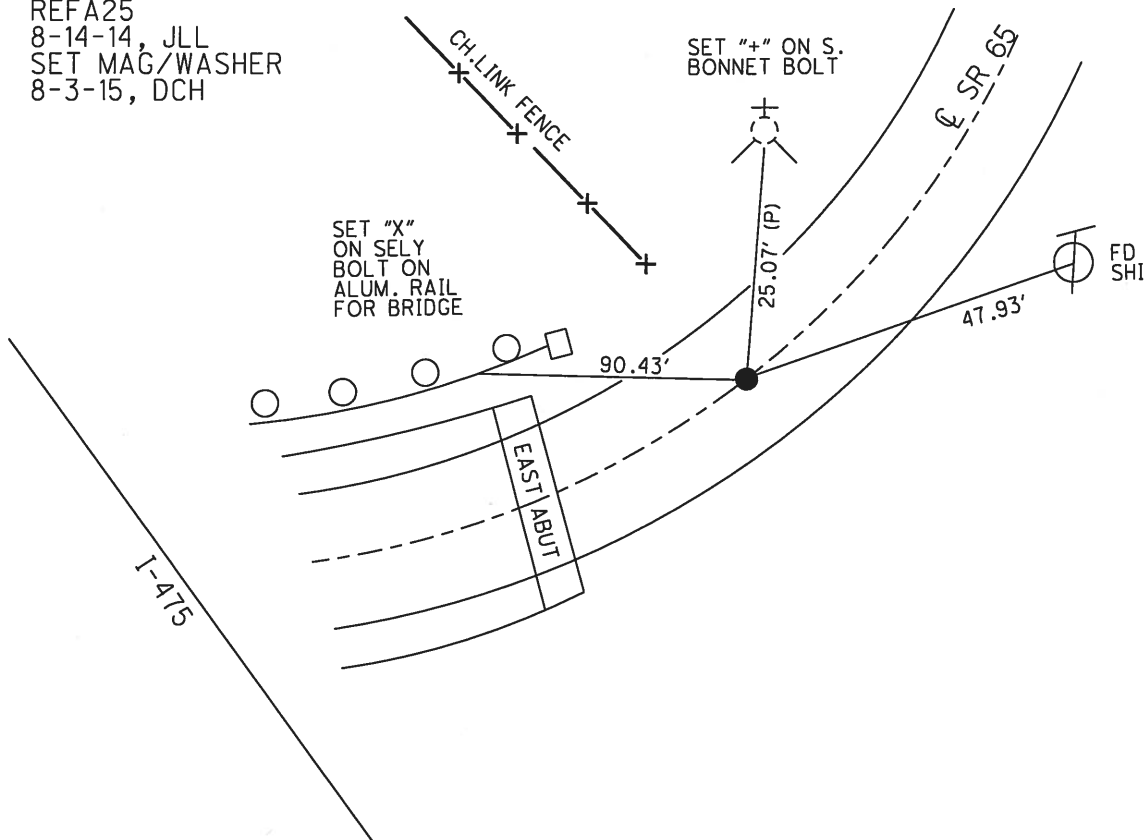 REFA25
8-14-14, JLL
SET MAG/WASHER
8-3-15, DCH
CH.LINK FENCE
SET "+" ON S.
BONNET BOLT
℄ SR 65
SET "X"
ON SELY
BOLT ON
ALUM. RAIL
FOR BRIDGE
25.07' (P)
FD
SHI
47.93'
90.43'
EAST ABUT
I-475